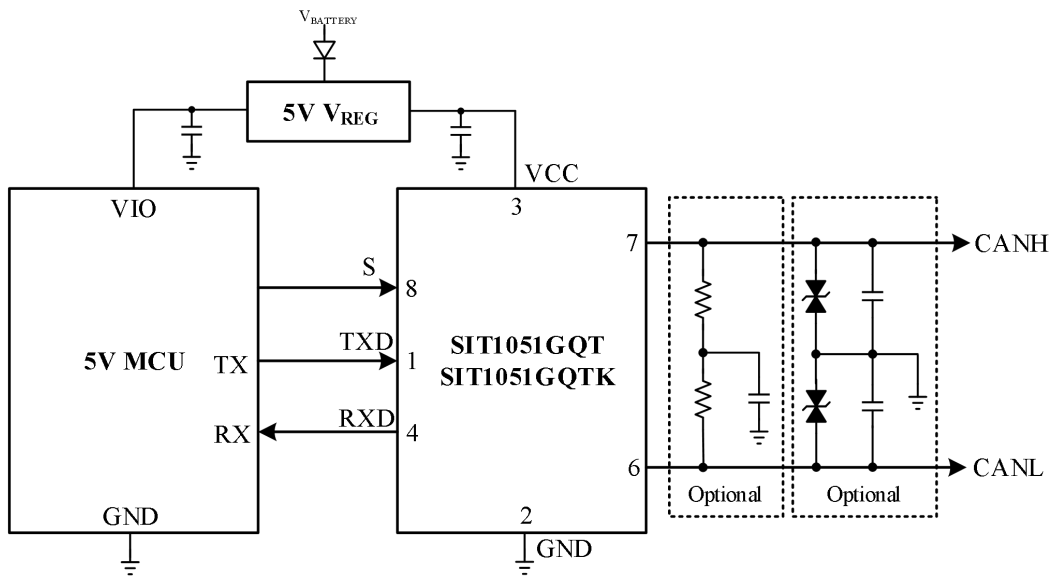 VBATTERY
5V VREG
VCC
VIO
3
7
CANH
S
8
TXD
SIT1051GQT
5V MCU
TX
1
SIT1051GQTK
RXD
RX
4
6
CANL
Optional
Optional
GND
2
GND